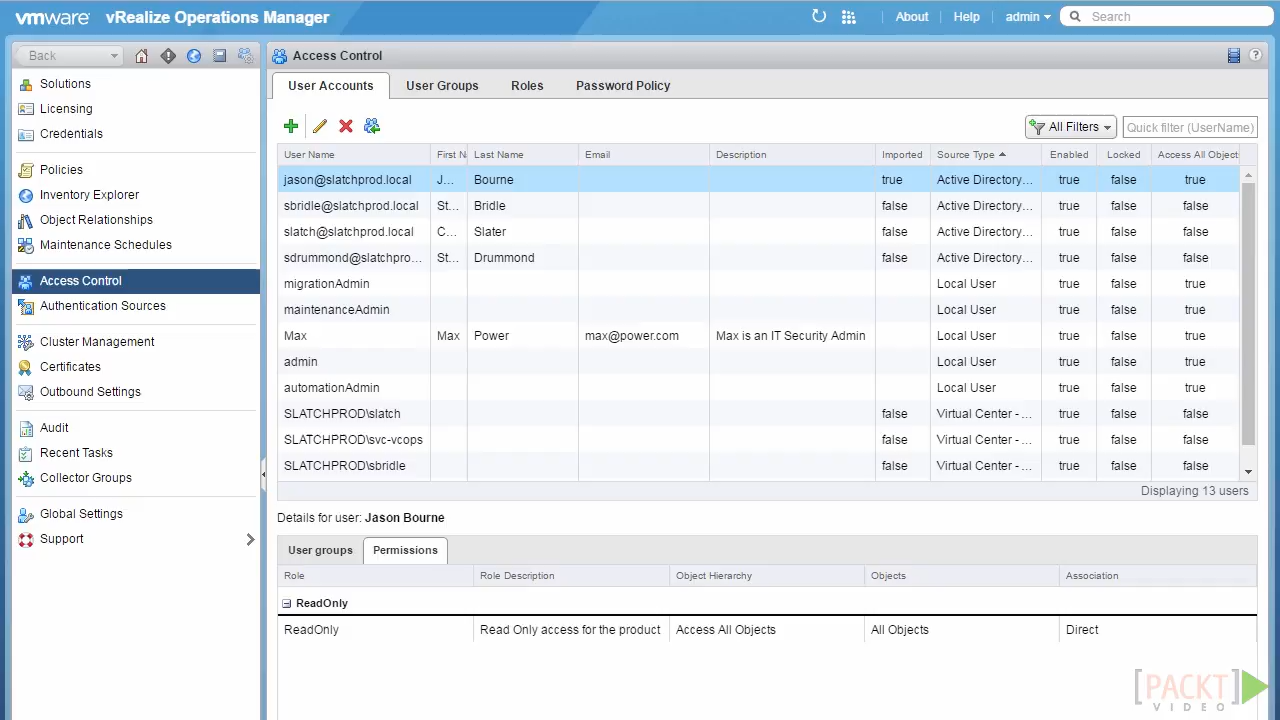 vmware vRealize Operations Manager About Help admin Search
Back Access Control
Solutions
Licensing
Credentials
Policies
Inventory Explorer
Object Relationships
Maintenance Schedules
Access Control
Authentication Sources
Cluster Management
Certificates
Outbound Settings
Audit
Recent Tasks
Collector Groups
Global Settings
Support
User Accounts User Groups Roles Password Policy
All Filters Quick filter (UserName)
User Name First N Last Name Email Description Imported Source Type Enabled Locked Access All Object
jason@slatchprod.local J... Bourne true Active Directory... true false true
sbridle@slatchprod.local St... Bridle false Active Directory... true false false
slatch@slatchprod.local C... Slater false Active Directory... true false false
sdrummond@slatchpro... St... Drummond false Active Directory... true false false
migrationAdmin Local User true false true
maintenanceAdmin Local User true false true
Max Max Power max@power.com Max is an IT Security Admin Local User true false true
admin Local User true false true
automationAdmin Local User true false true
SLATCHPROD\slatch false Virtual Center - ... true false false
SLATCHPROD\svc-vcops false Virtual Center - ... true false false
SLATCHPROD\sbridle false Virtual Center - ... true false false
Displaying 13 users
Details for user: Jason Bourne
User groups Permissions
Role Role Description Object Hierarchy Objects Association
ReadOnly
ReadOnly Read Only access for the product Access All Objects All Objects Direct
[PACKT]
VIDEO